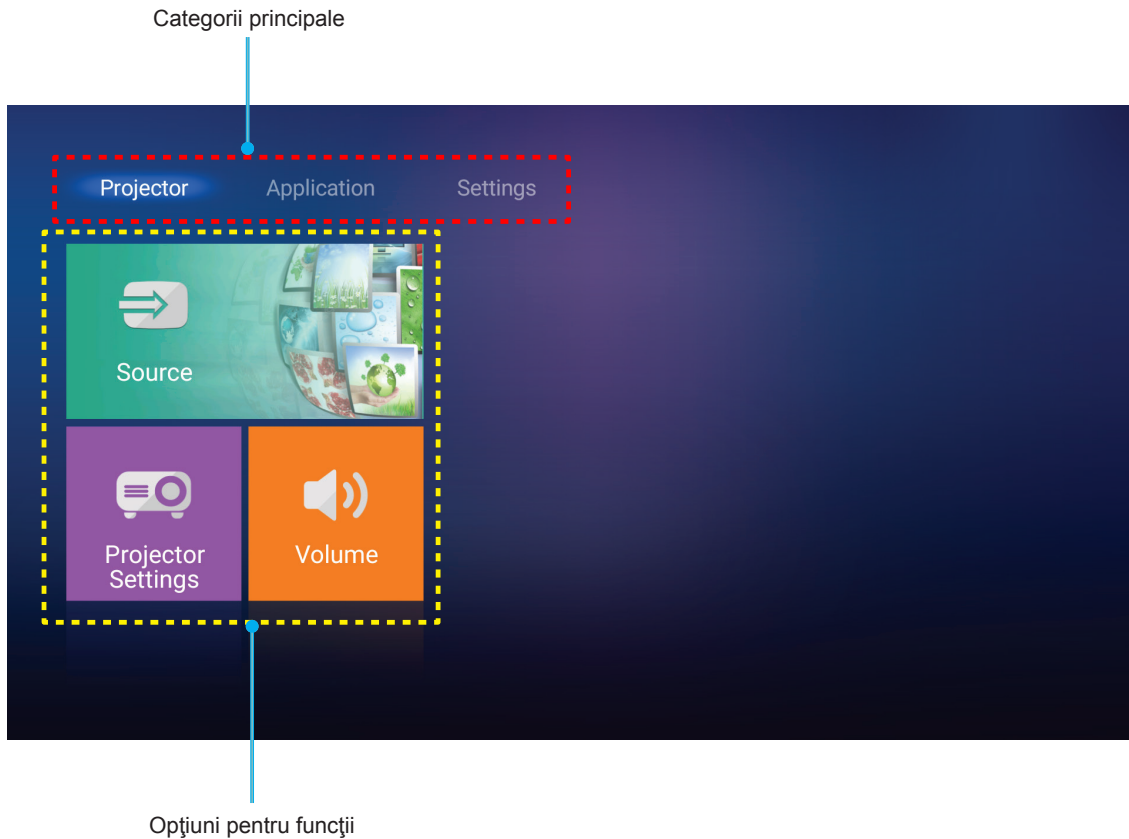 Categorii principale
Projector Application Settings
Source
Projector
Settings
Volume
Opţiuni pentru funcţii